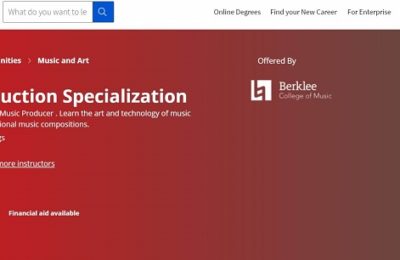 What do you want to le
Online Degrees Find your New Career For Enterprise
nities > Music and Art
Offered By
uction Specialization
Berklee
College of Music
Music Producer . Learn the art and technology of music
ional music compositions.
gs
more instructors
Financial aid available